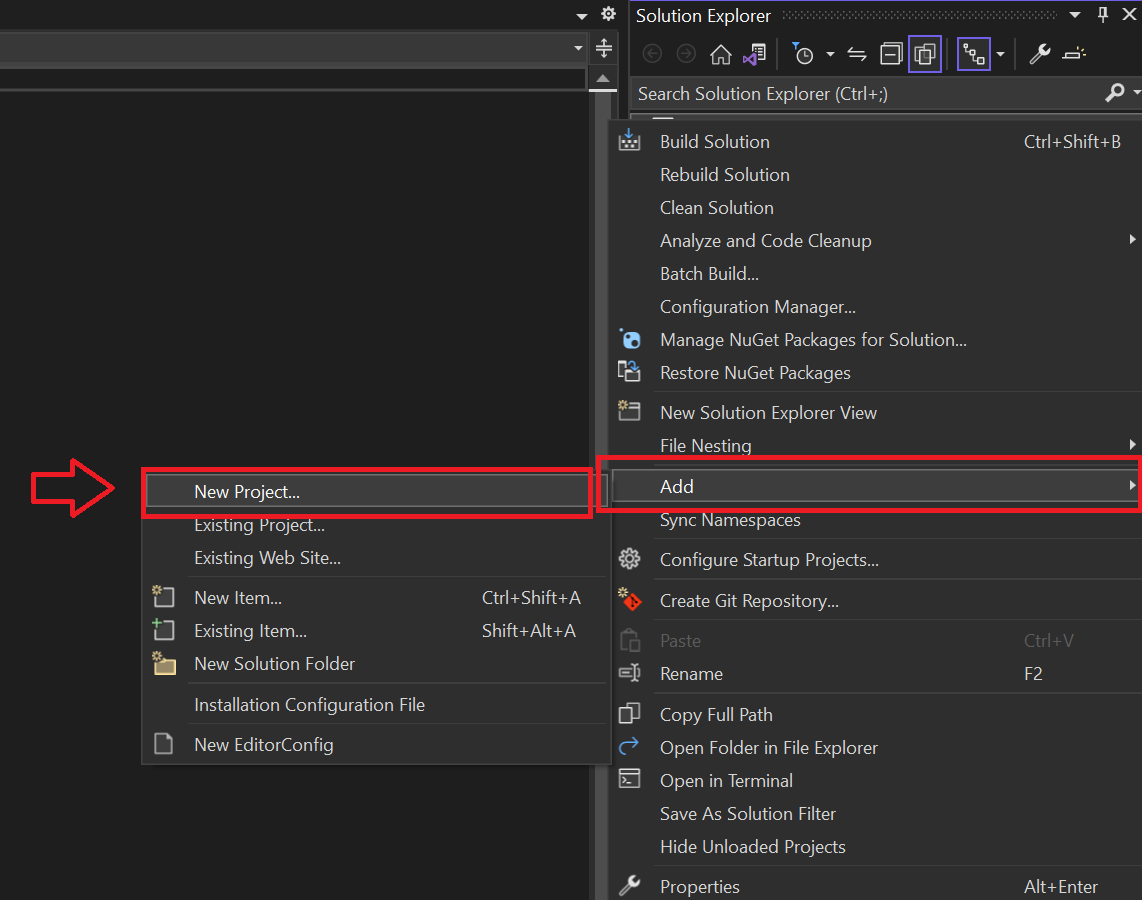 Solution Explorer
Search Solution Explorer (Ctrl+;)
Build Solution Ctrl+Shift+B
Rebuild Solution
Clean Solution
Analyze and Code Cleanup
Batch Build...
Configuration Manager...
Manage NuGet Packages for Solution...
Restore NuGet Packages
New Solution Explorer View
File Nesting
Add
Sync Namespaces
Configure Startup Projects...
Create Git Repository...
Paste Ctrl+V
Rename F2
Copy Full Path
Open Folder in File Explorer
Open in Terminal
Save As Solution Filter
Hide Unloaded Projects
Properties Alt+Enter
New Project...
Existing Project...
Existing Web Site...
New Item... Ctrl+Shift+A
Existing Item... Shift+Alt+A
New Solution Folder
Installation Configuration File
New EditorConfig